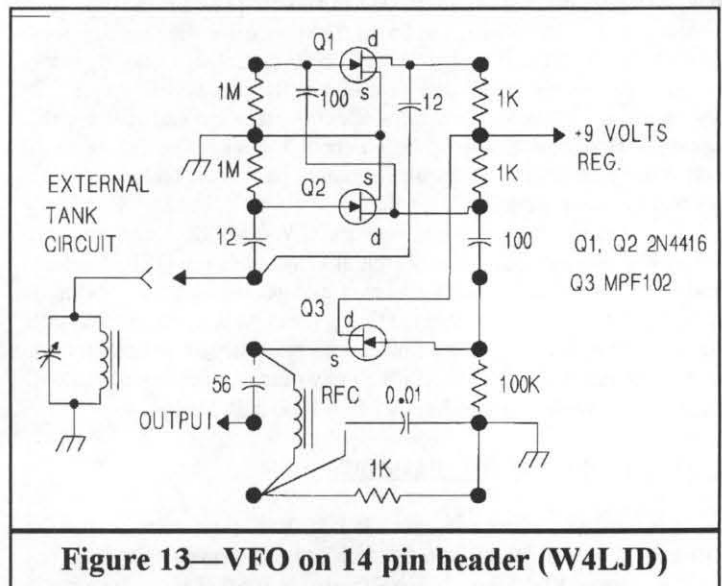 Q1
d
1M
100
s
12
1K
+9 VOLTS
REG.
1M
1K
EXTERNAL
TANK
CIRCUIT
Q2
s
d
12
100
Q1, Q2 2N4416
Q3 MPF102
Q3
d
s
56
RFC
0.01
100K
OUTPUT
1K
Figure 13—VFO on 14 pin header (W4LJD)